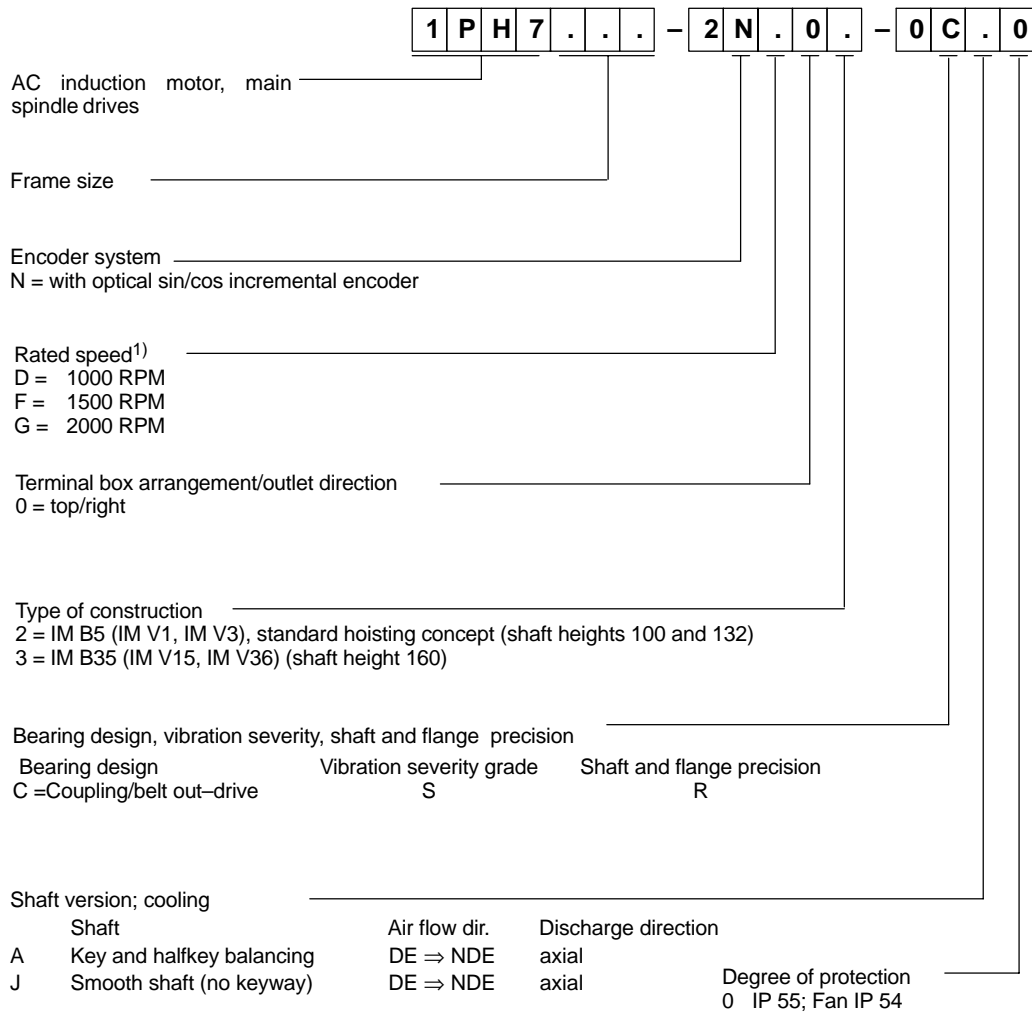 1 P H 7 . . . – 2 N . 0 . – 0 C . 0
AC induction motor, main
spindle drives
Frame size
Encoder system
N = with optical sin/cos incremental encoder
Rated speed1)
D = 1000 RPM
F = 1500 RPM
G = 2000 RPM
Terminal box arrangement/outlet direction
0 = top/right
Type of construction
2 = IM B5 (IM V1, IM V3), standard hoisting concept (shaft heights 100 and 132)
3 = IM B35 (IM V15, IM V36) (shaft height 160)
Bearing design, vibration severity, shaft and flange precision
Bearing design Vibration severity grade Shaft and flange precision
C =Coupling/belt out–drive S R
Shaft version; cooling
Shaft Air flow dir. Discharge direction
A Key and halfkey balancing DE ⇒ NDE axial
J Smooth shaft (no keyway) DE ⇒ NDE axial
Degree of protection
0 IP 55; Fan IP 54